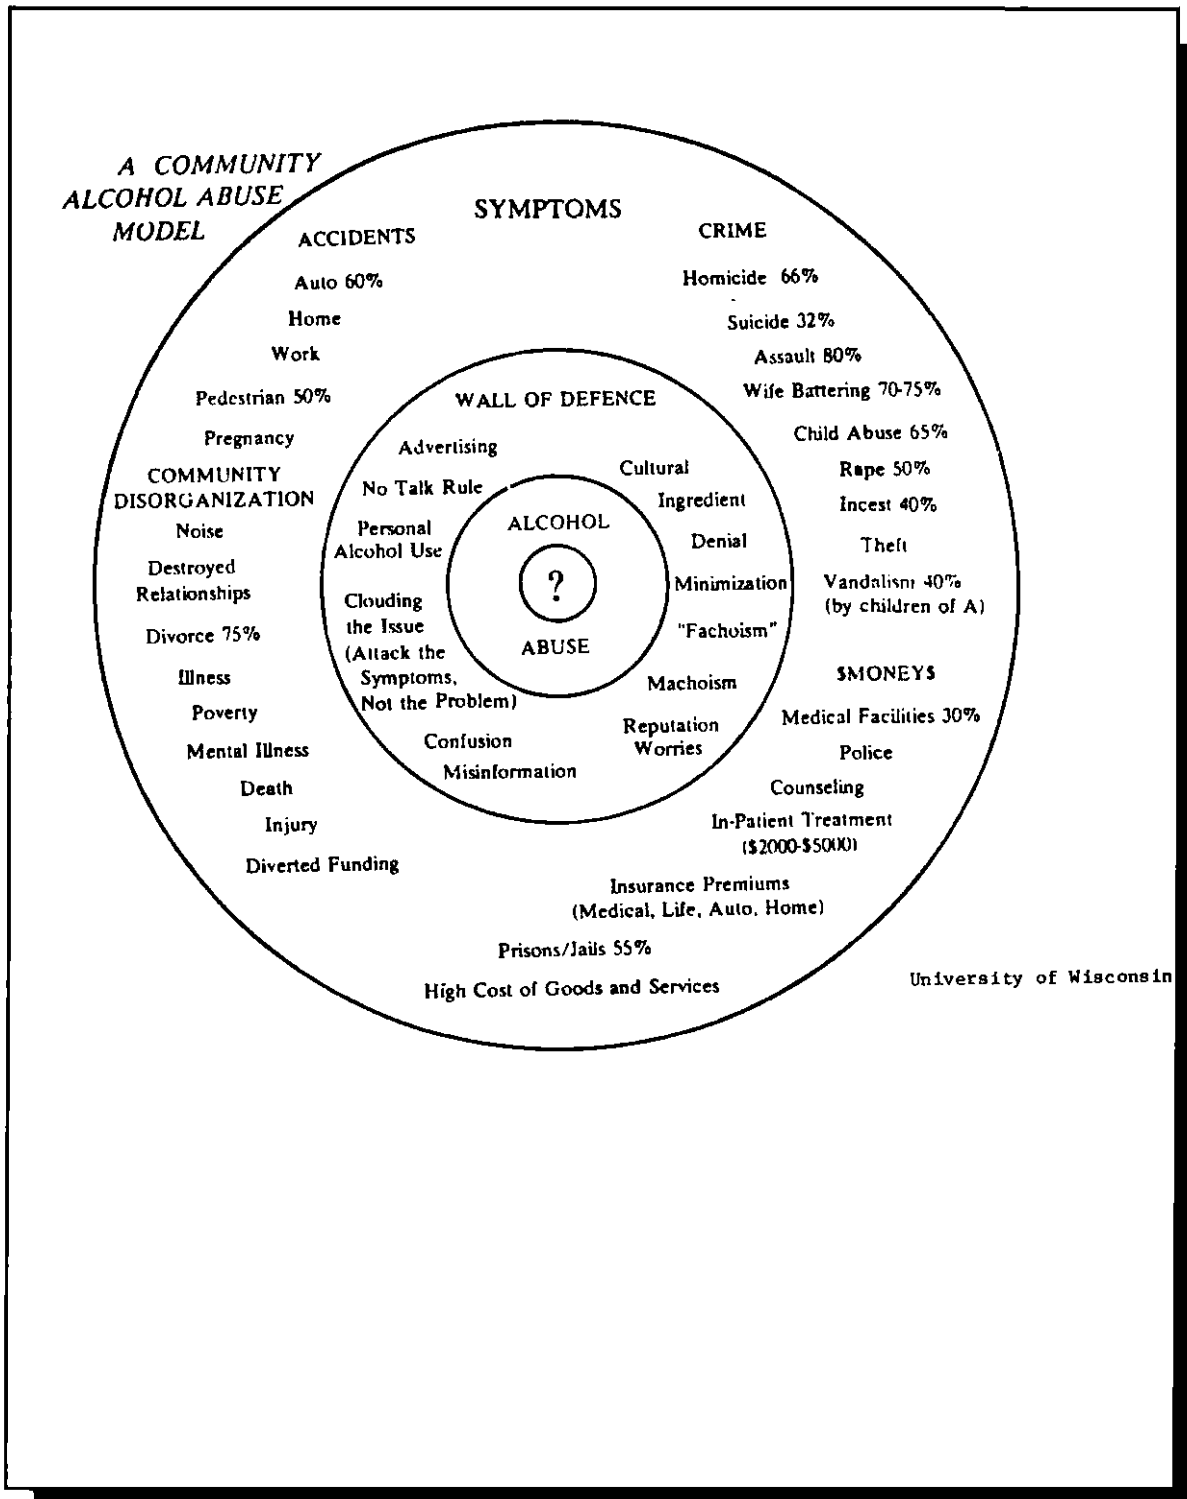 A COMMUNITY
ALCOHOL ABUSE
MODEL
SYMPTOMS
ACCIDENTS
Auto 60%
Home
Work
Pedestrian 50%
Pregnancy
COMMUNITY
DISORGANIZATION
Noise
Destroyed
Relationships
Divorce 75%
Illness
Poverty
Mental Illness
Death
Injury
Diverted Funding
CRIME
Homicide 66%
Suicide 32%
Assault 80%
Wife Battering 70-75%
Child Abuse 65%
Rape 50%
Incest 40%
Theft
Vandalism 40%
(by children of A)
$MONEY$
Medical Facilities 30%
Police
Counseling
In-Patient Treatment
($2000-$5000)
Insurance Premiums
(Medical, Life, Auto, Home)
Prisons/Jails 55%
High Cost of Goods and Services
WALL OF DEFENCE
Advertising
No Talk Rule
Personal
Alcohol Use
Clouding
the Issue
(Attack the
Symptoms,
Not the Problem)
Confusion
Misinformation
Cultural
Ingredient
Denial
Minimization
"Fachoism"
Machoism
Reputation
Worries
ALCOHOL
?
ABUSE
University of Wisconsin